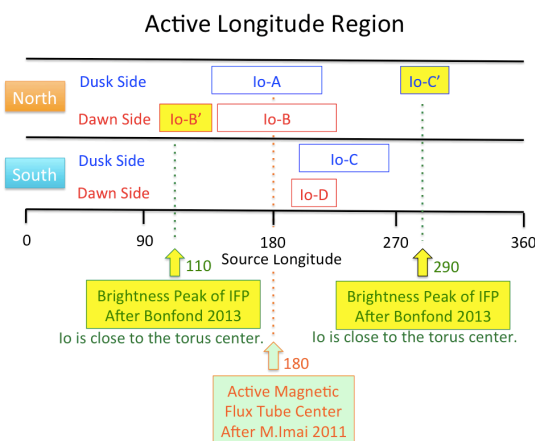 Active Longitude Region
North
Dusk Side
Io-A
Io-C’
Dawn Side
Io-B’
Io-B
South
Dusk Side
Io-C
Dawn Side
Io-D
0
90
180
270
360
Source Longitude
110
290
Brightness Peak of IFP
After Bonfond 2013
Io is close to the torus center.
Brightness Peak of IFP
After Bonfond 2013
Io is close to the torus center.
180
Active Magnetic
Flux Tube Center
After M.Imai 2011